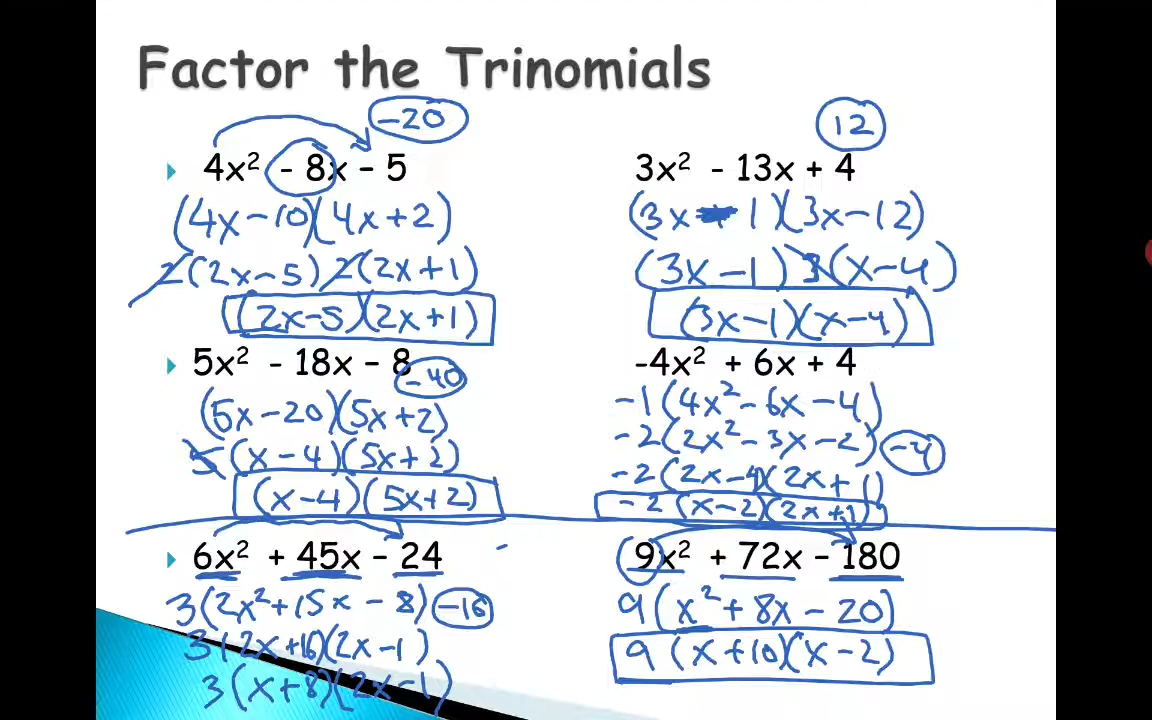 Factor the Trinomials
-20
4x² - 8x - 5
(4x-10)(4x+2)
2(2x-5) 2(2x+1)
(2x-5)(2x+1)
12
3x² - 13x + 4
(3x - 1)(3x-12)
(3x-1) 3(x-4)
(3x-1)(x-4)
5x² - 18x - 8
-40
(5x-20)(5x+2)
5(x-4)(5x+2)
(x-4)(5x+2)
-4x² + 6x + 4
-1(4x²-6x-4)
-2(2x²-3x-2) -4
-2(2x-4)(2x+1)
-2(x-2)(2x+1)
6x² + 45x - 24
3(2x²+15x-8) -16
3(2x+16)(2x-1)
3(x+8)(2x-1)
9x² + 72x - 180
9(x²+8x-20)
9(x+10)(x-2)